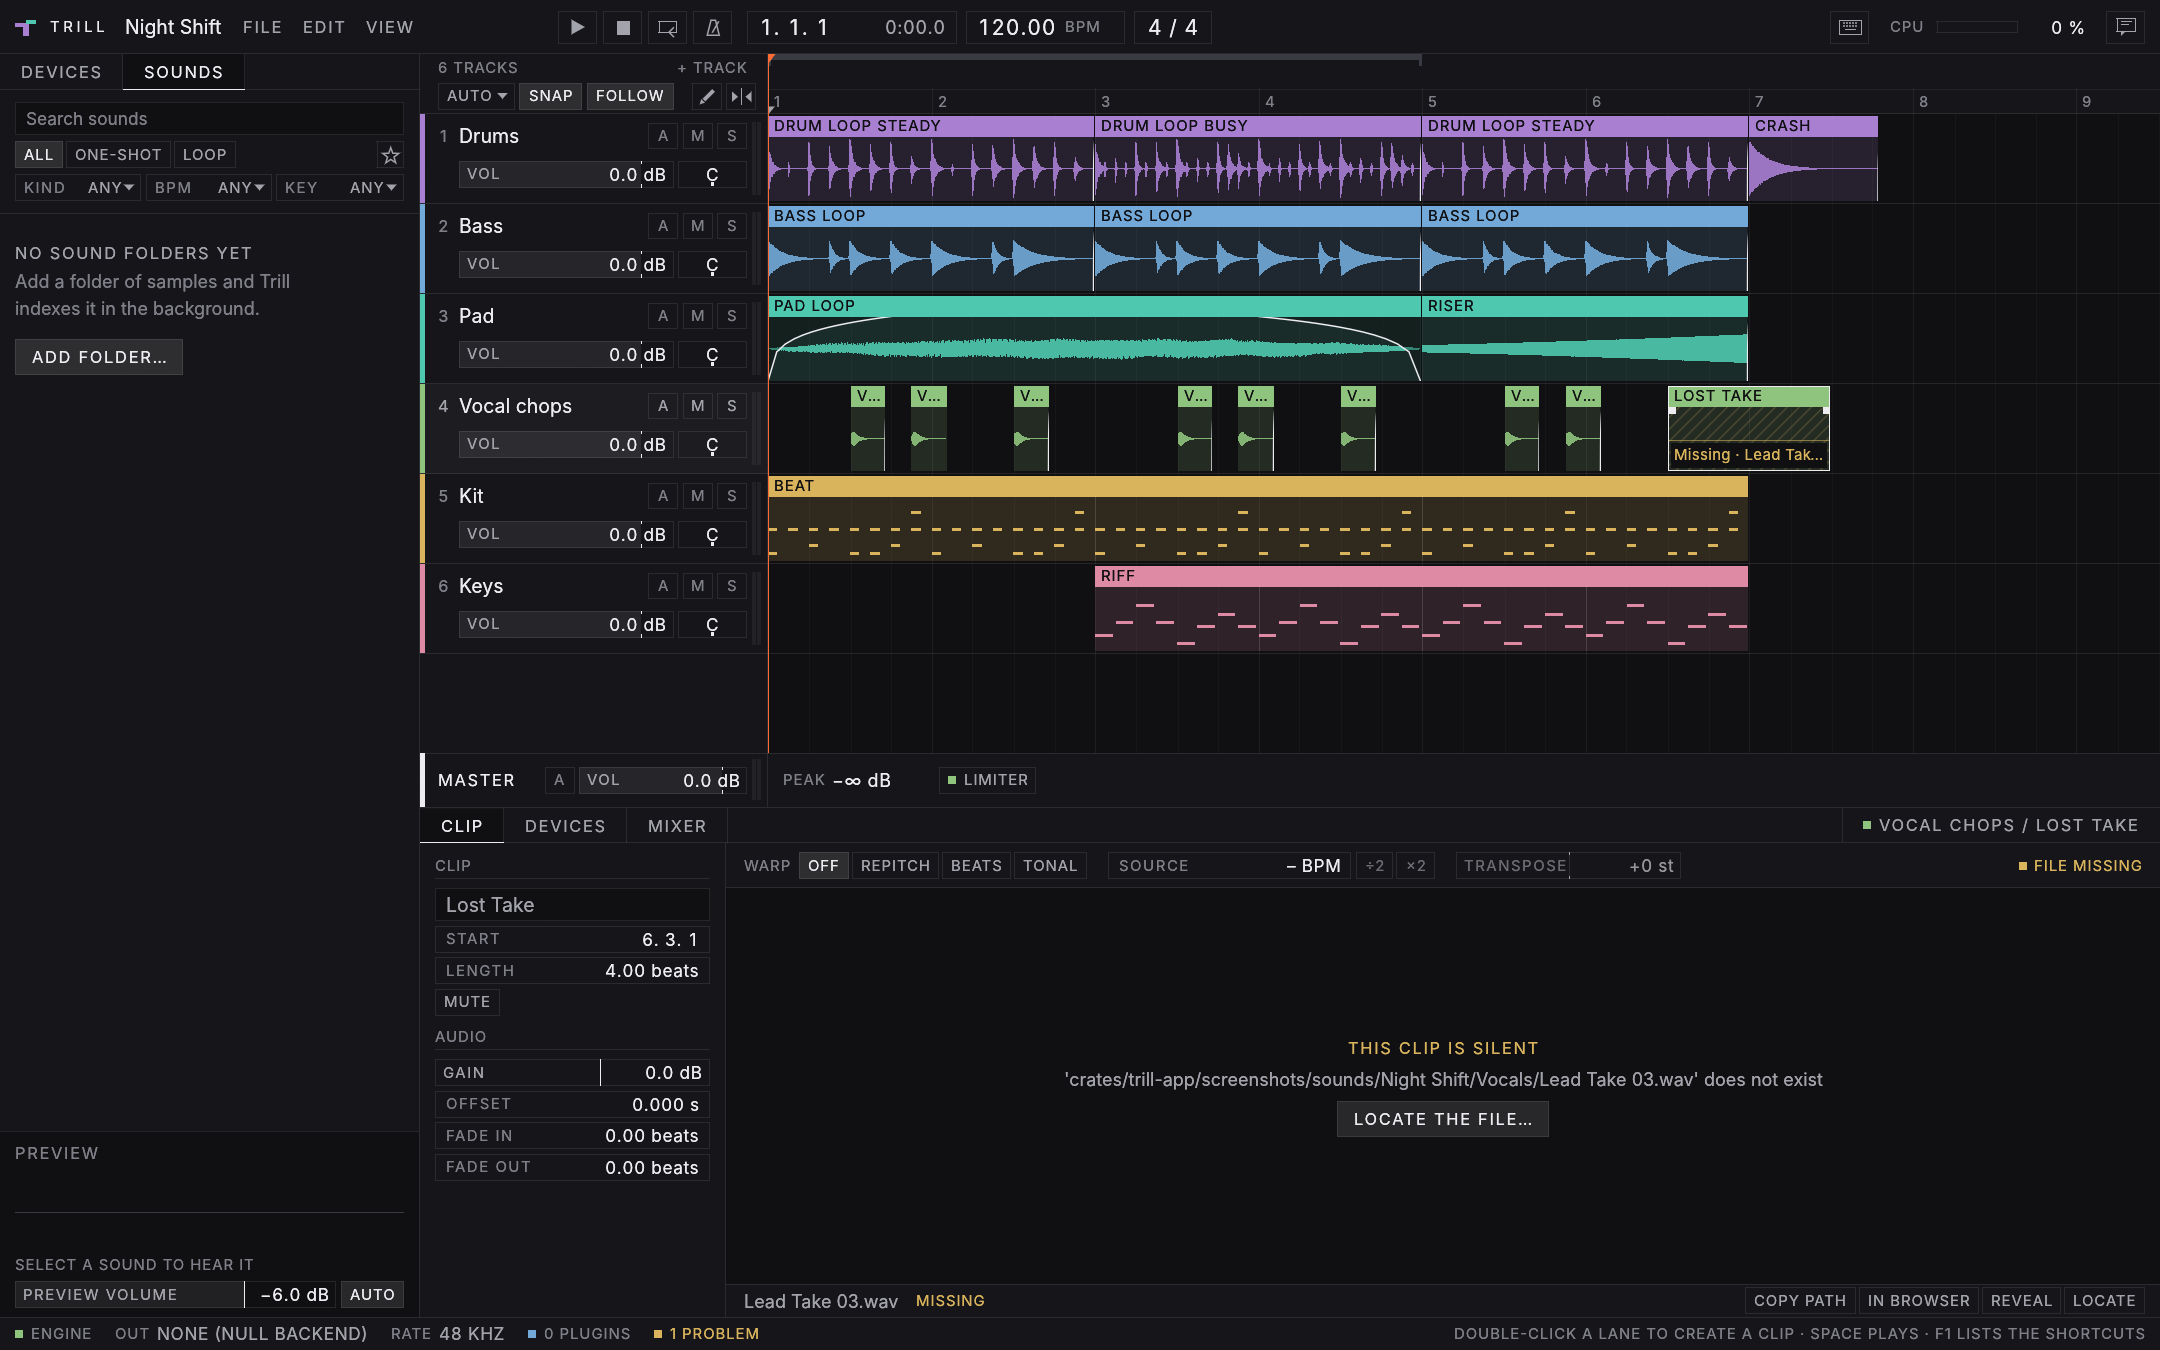 TRILL Night Shift FILE EDIT VIEW 1. 1. 1 0:00.0 120.00 BPM 4 / 4 CPU 0 %
DEVICES SOUNDS
Search sounds
ALL ONE-SHOT LOOP
KIND ANY BPM ANY KEY ANY
NO SOUND FOLDERS YET
Add a folder of samples and Trill
indexes it in the background.
ADD FOLDER...
PREVIEW
SELECT A SOUND TO HEAR IT
PREVIEW VOLUME −6.0 dB AUTO
6 TRACKS + TRACK
AUTO SNAP FOLLOW
1 2 3 4 5 6 7 8 9
1 Drums A M S
VOL 0.0 dB C
DRUM LOOP STEADY DRUM LOOP BUSY DRUM LOOP STEADY CRASH
2 Bass A M S
VOL 0.0 dB C
BASS LOOP BASS LOOP BASS LOOP
3 Pad A M S
VOL 0.0 dB C
PAD LOOP RISER
4 Vocal chops A M S
VOL 0.0 dB C
V... V... V... V... V... V... V... V... LOST TAKE
Missing · Lead Tak...
5 Kit A M S
VOL 0.0 dB C
BEAT
6 Keys A M S
VOL 0.0 dB C
RIFF
MASTER A VOL 0.0 dB PEAK −∞ dB LIMITER
CLIP DEVICES MIXER VOCAL CHOPS / LOST TAKE
CLIP
Lost Take
START 6. 3. 1
LENGTH 4.00 beats
MUTE
AUDIO
GAIN 0.0 dB
OFFSET 0.000 s
FADE IN 0.00 beats
FADE OUT 0.00 beats
WARP OFF REPITCH BEATS TONAL SOURCE – BPM ÷2 ×2 TRANSPOSE +0 st FILE MISSING
THIS CLIP IS SILENT
'crates/trill-app/screenshots/sounds/Night Shift/Vocals/Lead Take 03.wav' does not exist
LOCATE THE FILE...
Lead Take 03.wav MISSING COPY PATH IN BROWSER REVEAL LOCATE
ENGINE OUT NONE (NULL BACKEND) RATE 48 KHZ 0 PLUGINS 1 PROBLEM DOUBLE-CLICK A LANE TO CREATE A CLIP · SPACE PLAYS · F1 LISTS THE SHORTCUTS